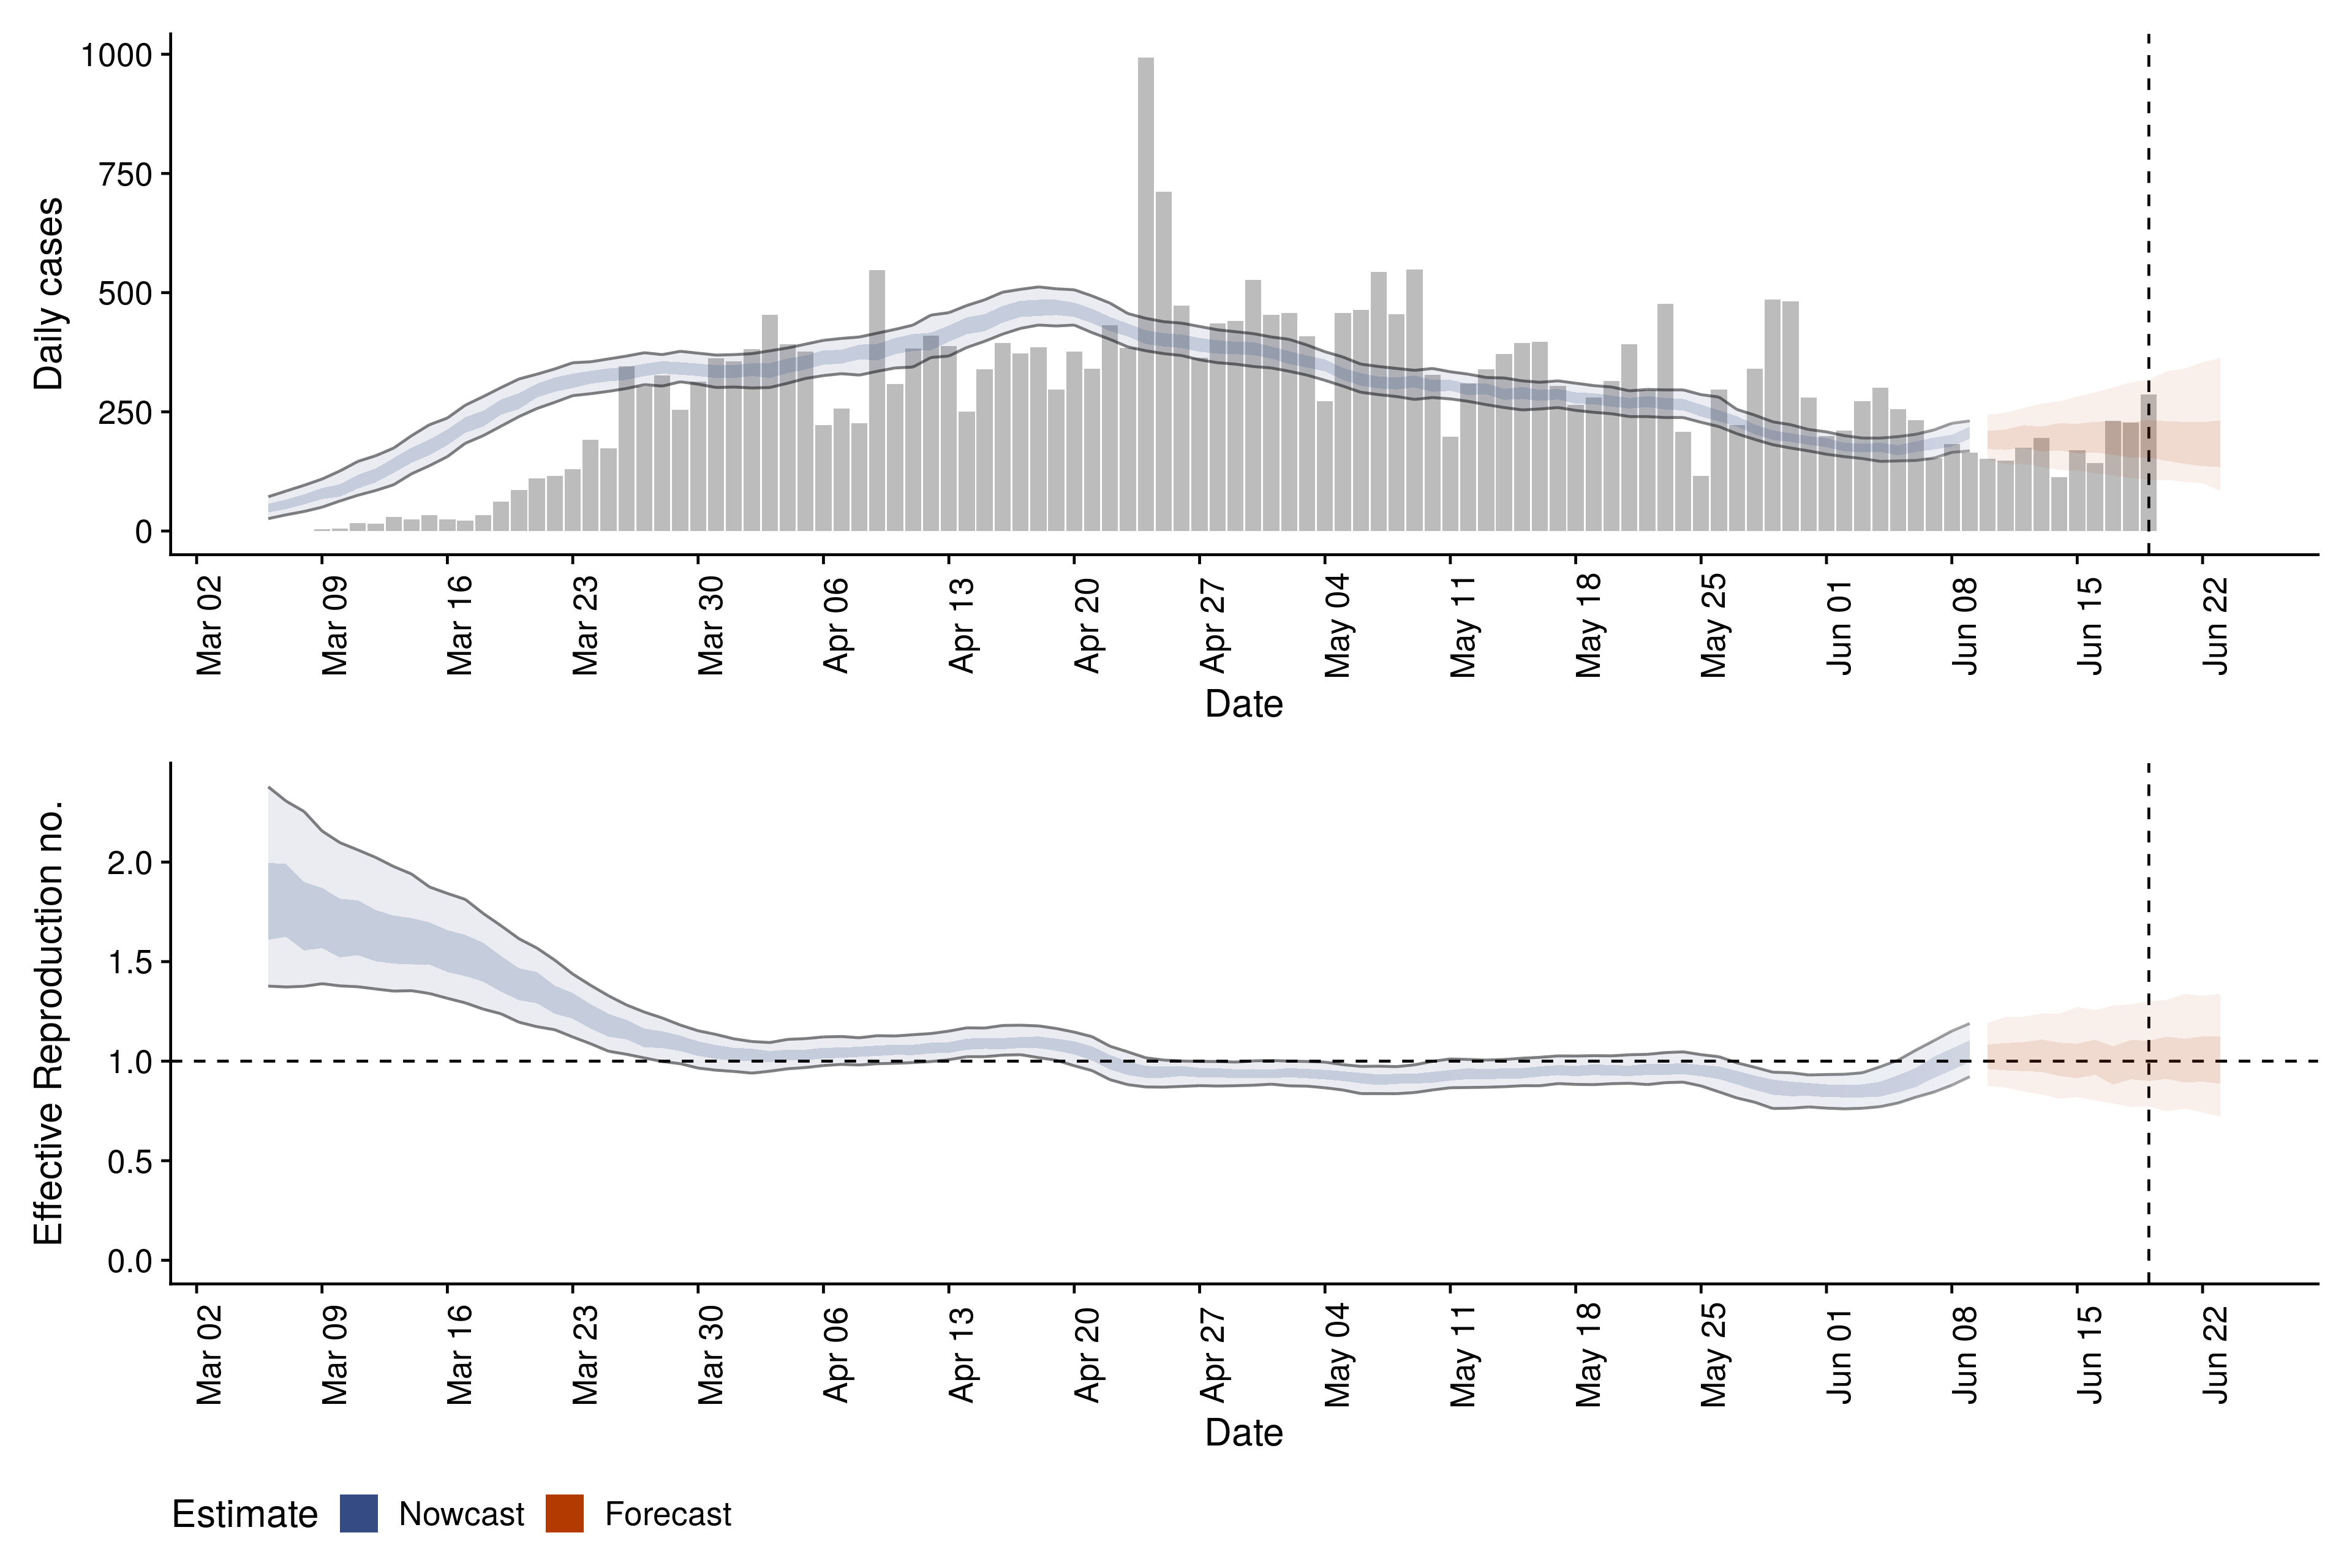 Daily cases
1000
750
500
250
0
Mar 02
Mar 09
Mar 16
Mar 23
Mar 30
Apr 06
Apr 13
Apr 20
Apr 27
May 04
May 11
May 18
May 25
Jun 01
Jun 08
Jun 15
Jun 22
Date
Effective Reproduction no.
2.0
1.5
1.0
0.5
0.0
Mar 02
Mar 09
Mar 16
Mar 23
Mar 30
Apr 06
Apr 13
Apr 20
Apr 27
May 04
May 11
May 18
May 25
Jun 01
Jun 08
Jun 15
Jun 22
Date
Estimate Nowcast Forecast